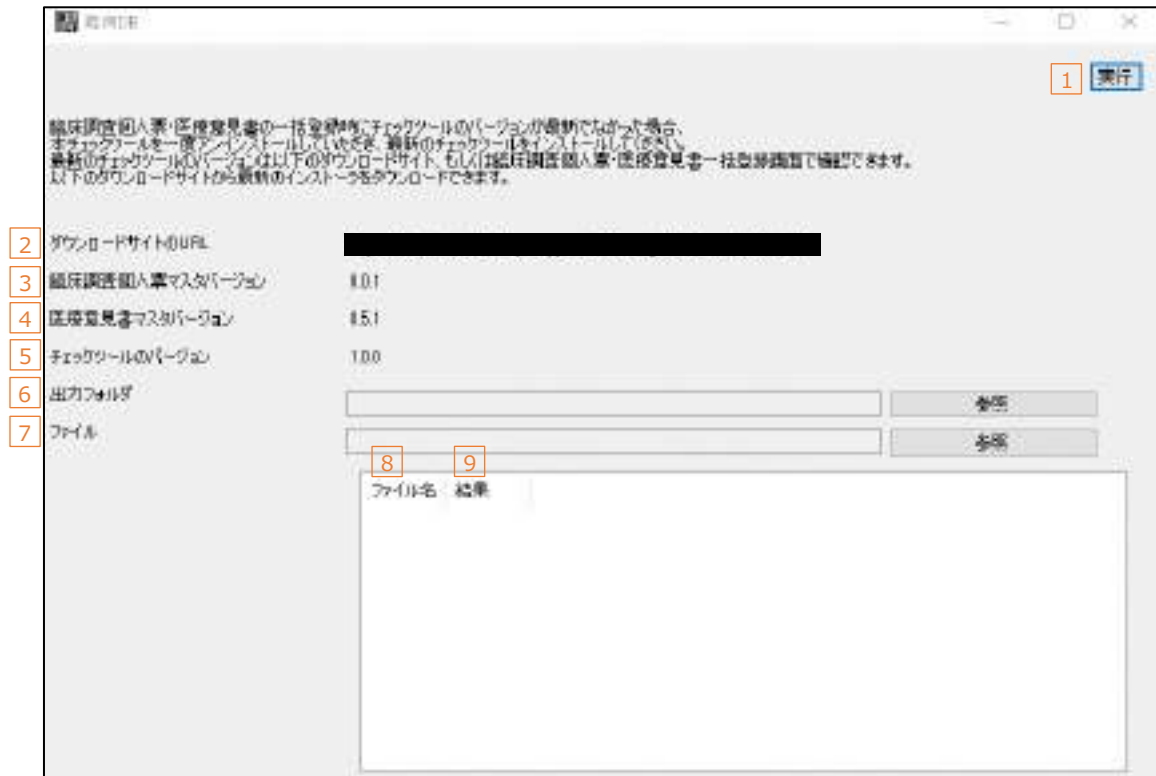 難病DB
1 実行
臨床調査個人票・医療意見書の一括登録時にチェックツールのバージョンが最新でなかった場合、
本チェックツールを一度アンインストールしていただき、最新のチェックツールをインストールしてください。
最新のチェックツールのバージョンは以下のダウンロードサイト、もしくは臨床調査個人票・医療意見書一括登録画面で確認できます。
以下のダウンロードサイトから最新のインストーラをダウンロードできます。
2 ダウンロードサイトのURL
3 臨床調査個人票マスタバージョン
4 医療意見書マスタバージョン
5 チェックツールのバージョン 1.0.0
6 出力フォルダ 参照
7 ファイル 参照
8 9
ファイル名 結果